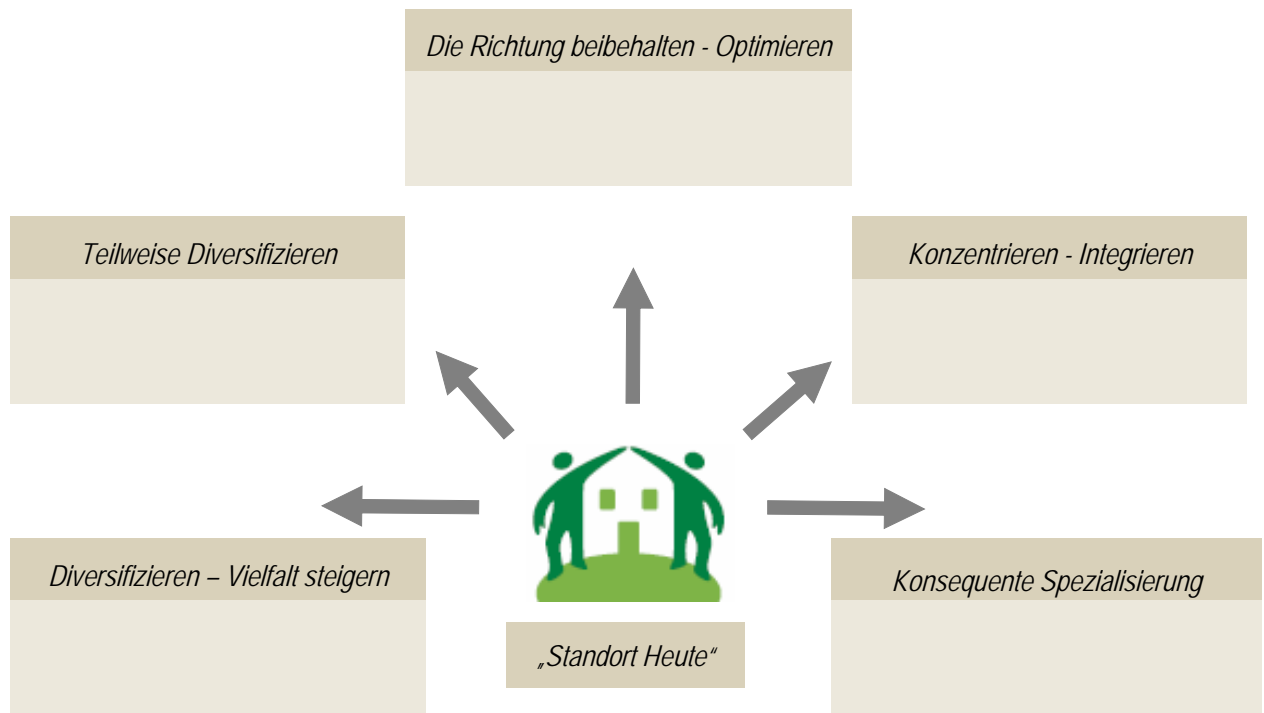 Die Richtung beibehalten - Optimieren
Teilweise Diversifizieren
Konzentrieren - Integrieren
Diversifizieren – Vielfalt steigern
Konsequente Spezialisierung
„Standort Heute“